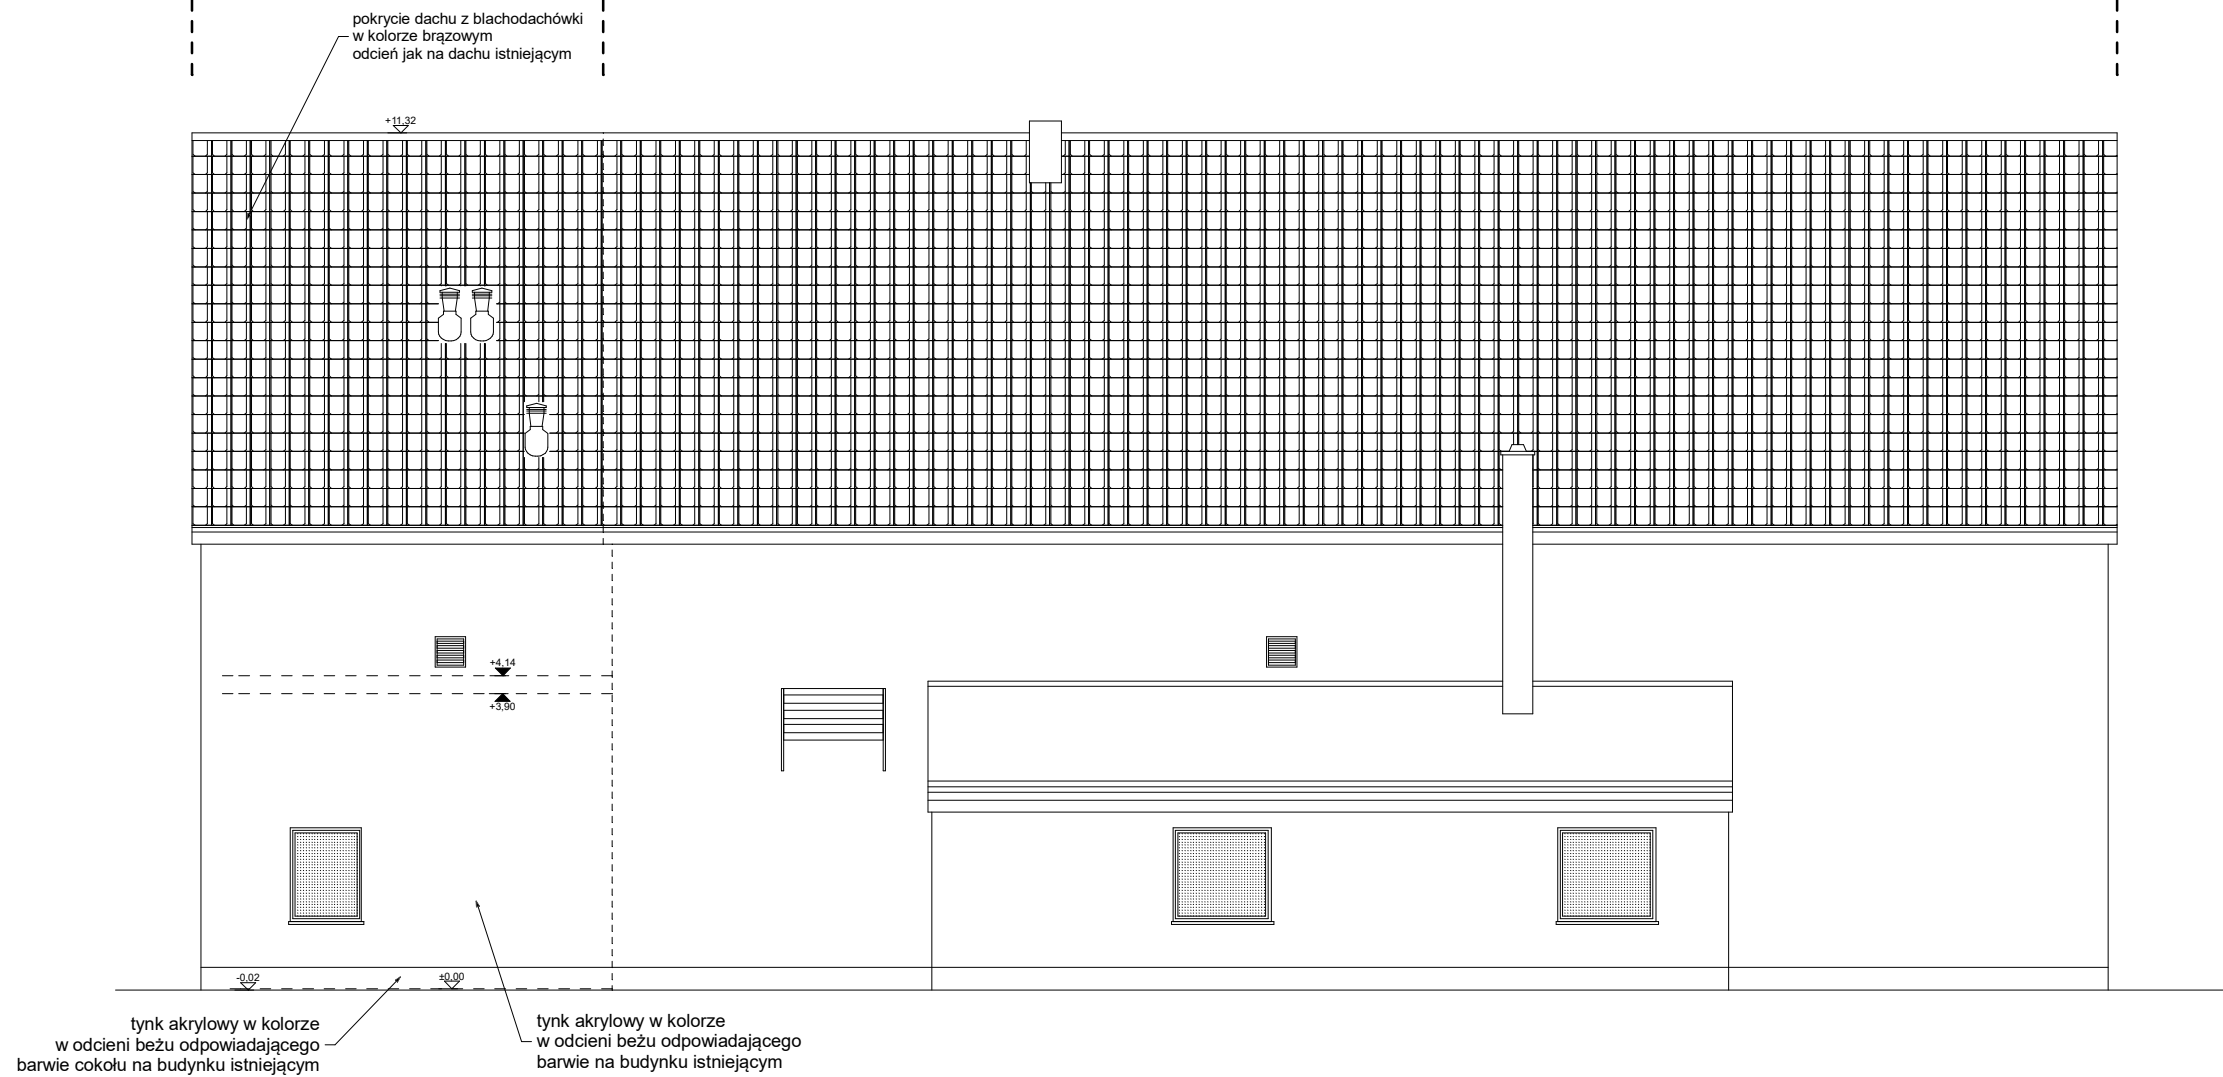 pokrycie dachu z blachodachówki
w kolorze brązowym
odcień jak na dachu istniejącym
+11,32
+4,14
+3,90
-0,02
±0,00
tynk akrylowy w kolorze
w odcieni beżu odpowiadającego
barwie cokołu na budynku istniejącym
tynk akrylowy w kolorze
w odcieni beżu odpowiadającego
barwie na budynku istniejącym